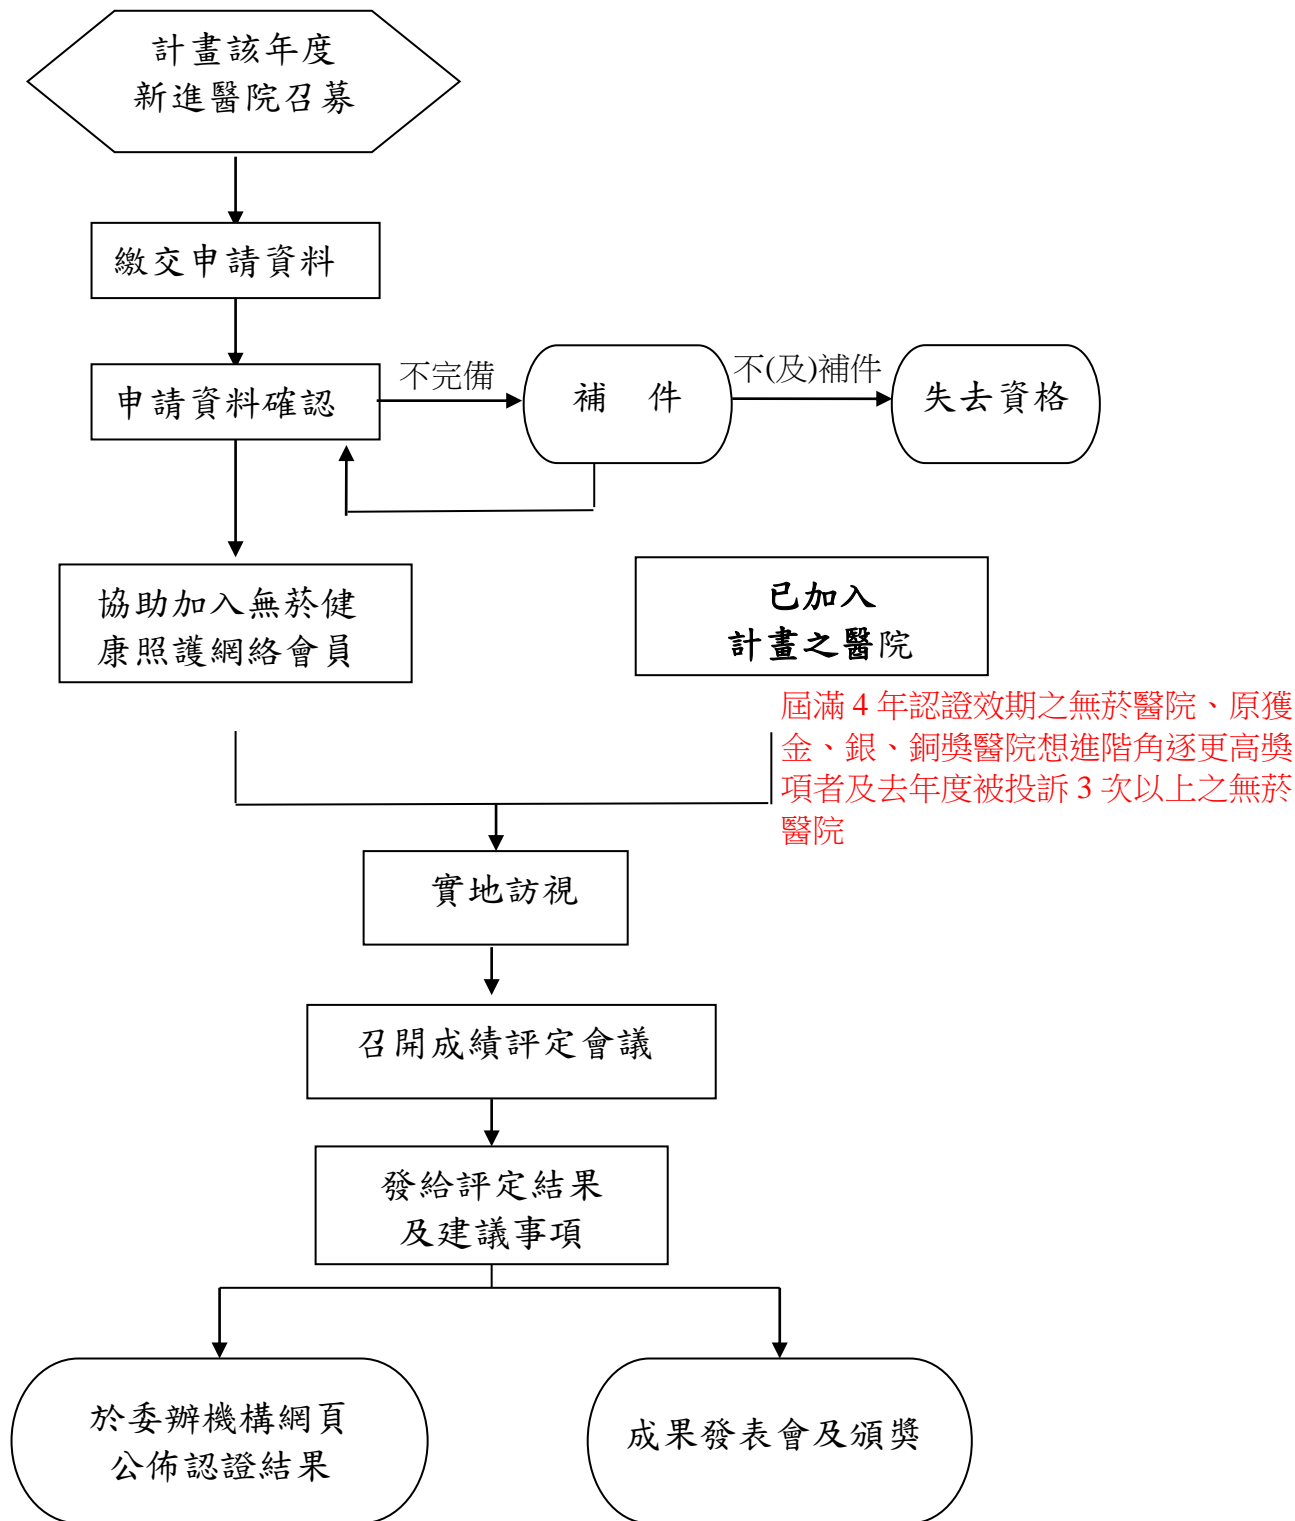 計畫該年度
新進醫院召募
繳交申請資料
申請資料確認
不完備
補 件
不(及)補件
失去資格
協助加入無菸健
康照護網絡會員
已加入
計畫之醫院
屆滿 4 年認證效期之無菸醫院、原獲
金、銀、銅獎醫院想進階角逐更高獎
項者及去年度被投訴 3 次以上之無菸
醫院
實地訪視
召開成績評定會議
發給評定結果
及建議事項
於委辦機構網頁
公佈認證結果
成果發表會及頒獎